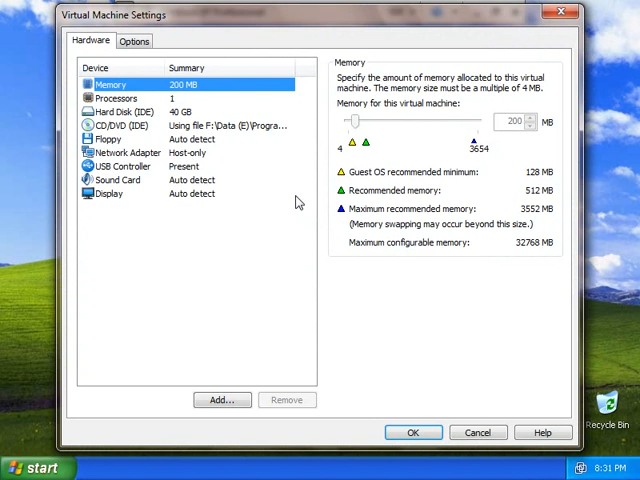 Virtual Machine Settings
Hardware
Options
Device Summary
Memory 200 MB
Processors 1
Hard Disk (IDE) 40 GB
CD/DVD (IDE) Using file F:\Data (E)\Progra...
Floppy Auto detect
Network Adapter Host-only
USB Controller Present
Sound Card Auto detect
Display Auto detect
Add...
Remove
Memory
Specify the amount of memory allocated to this virtual
machine. The memory size must be a multiple of 4 MB.
Memory for this virtual machine:
200 MB
4 3654
Guest OS recommended minimum: 128 MB
Recommended memory: 512 MB
Maximum recommended memory: 3552 MB
(Memory swapping may occur beyond this size.)
Maximum configurable memory: 32768 MB
OK
Cancel
Help
Recycle Bin
start
8:31 PM